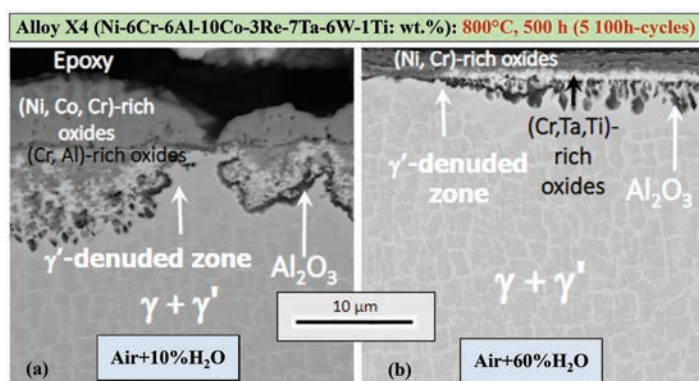 Alloy X4 (Ni-6Cr-6Al-10Co-3Re-7Ta-6W-1Ti: wt.%): 800°C, 500 h (5 100h-cycles)
Epoxy
(Ni, Co, Cr)-rich
oxides
(Cr, Al)-rich oxides
γ′-denuded
zone
Al₂O₃
γ + γ'
Air+10%H₂O
(a)
10 μm
(Ni, Cr)-rich oxides
γ′-denuded
zone
(Cr,Ta,Ti)-
rich
oxides
Al₂O₃
γ + γ'
(b)
Air+60%H₂O